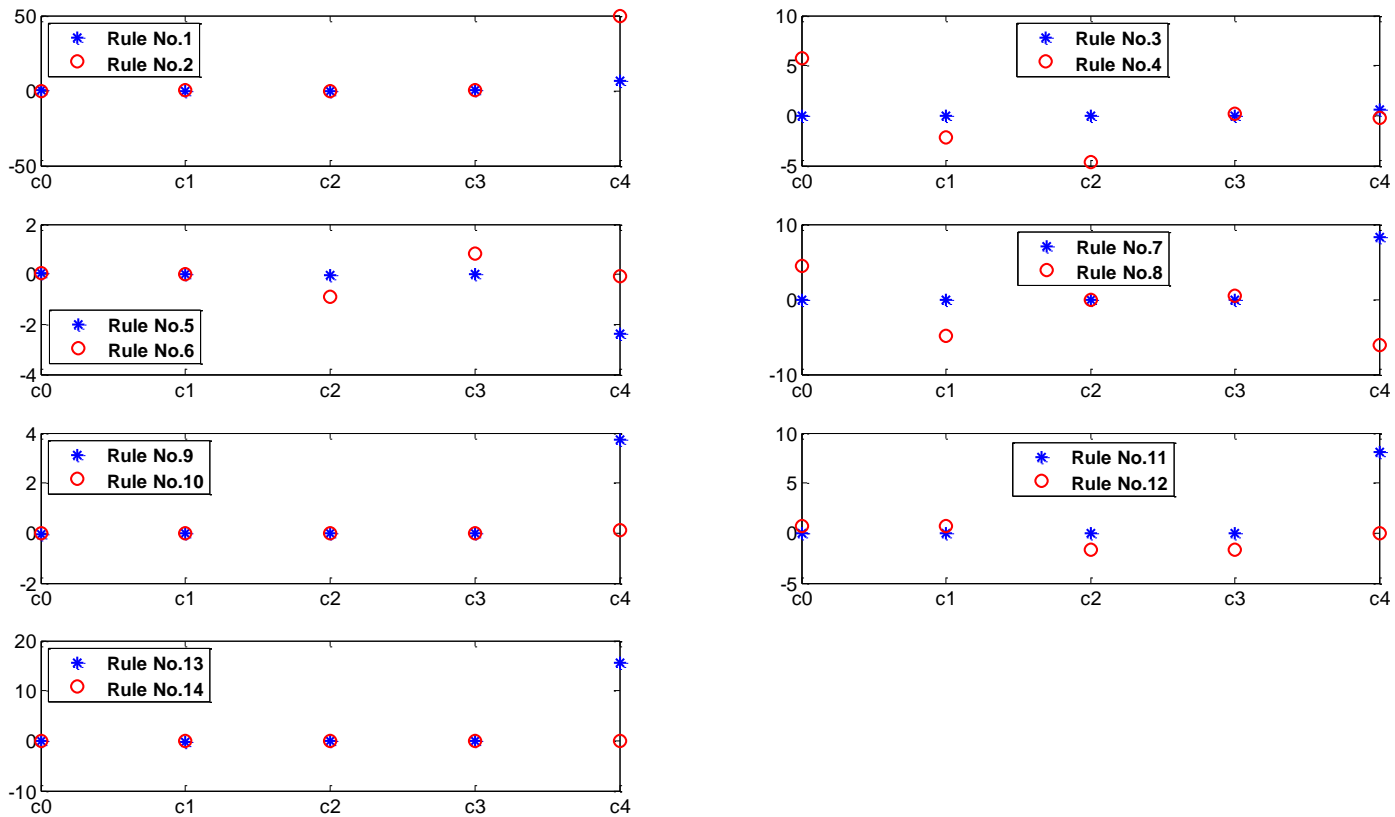 50
0
-50
Rule No.1
Rule No.2
c0 c1 c2 c3 c4
10
5
0
-5
Rule No.3
Rule No.4
c0 c1 c2 c3 c4
2
0
-2
-4
Rule No.5
Rule No.6
c0 c1 c2 c3 c4
10
0
-10
Rule No.7
Rule No.8
c0 c1 c2 c3 c4
4
2
0
-2
Rule No.9
Rule No.10
c0 c1 c2 c3 c4
10
5
0
-5
Rule No.11
Rule No.12
c0 c1 c2 c3 c4
20
10
0
-10
Rule No.13
Rule No.14
c0 c1 c2 c3 c4